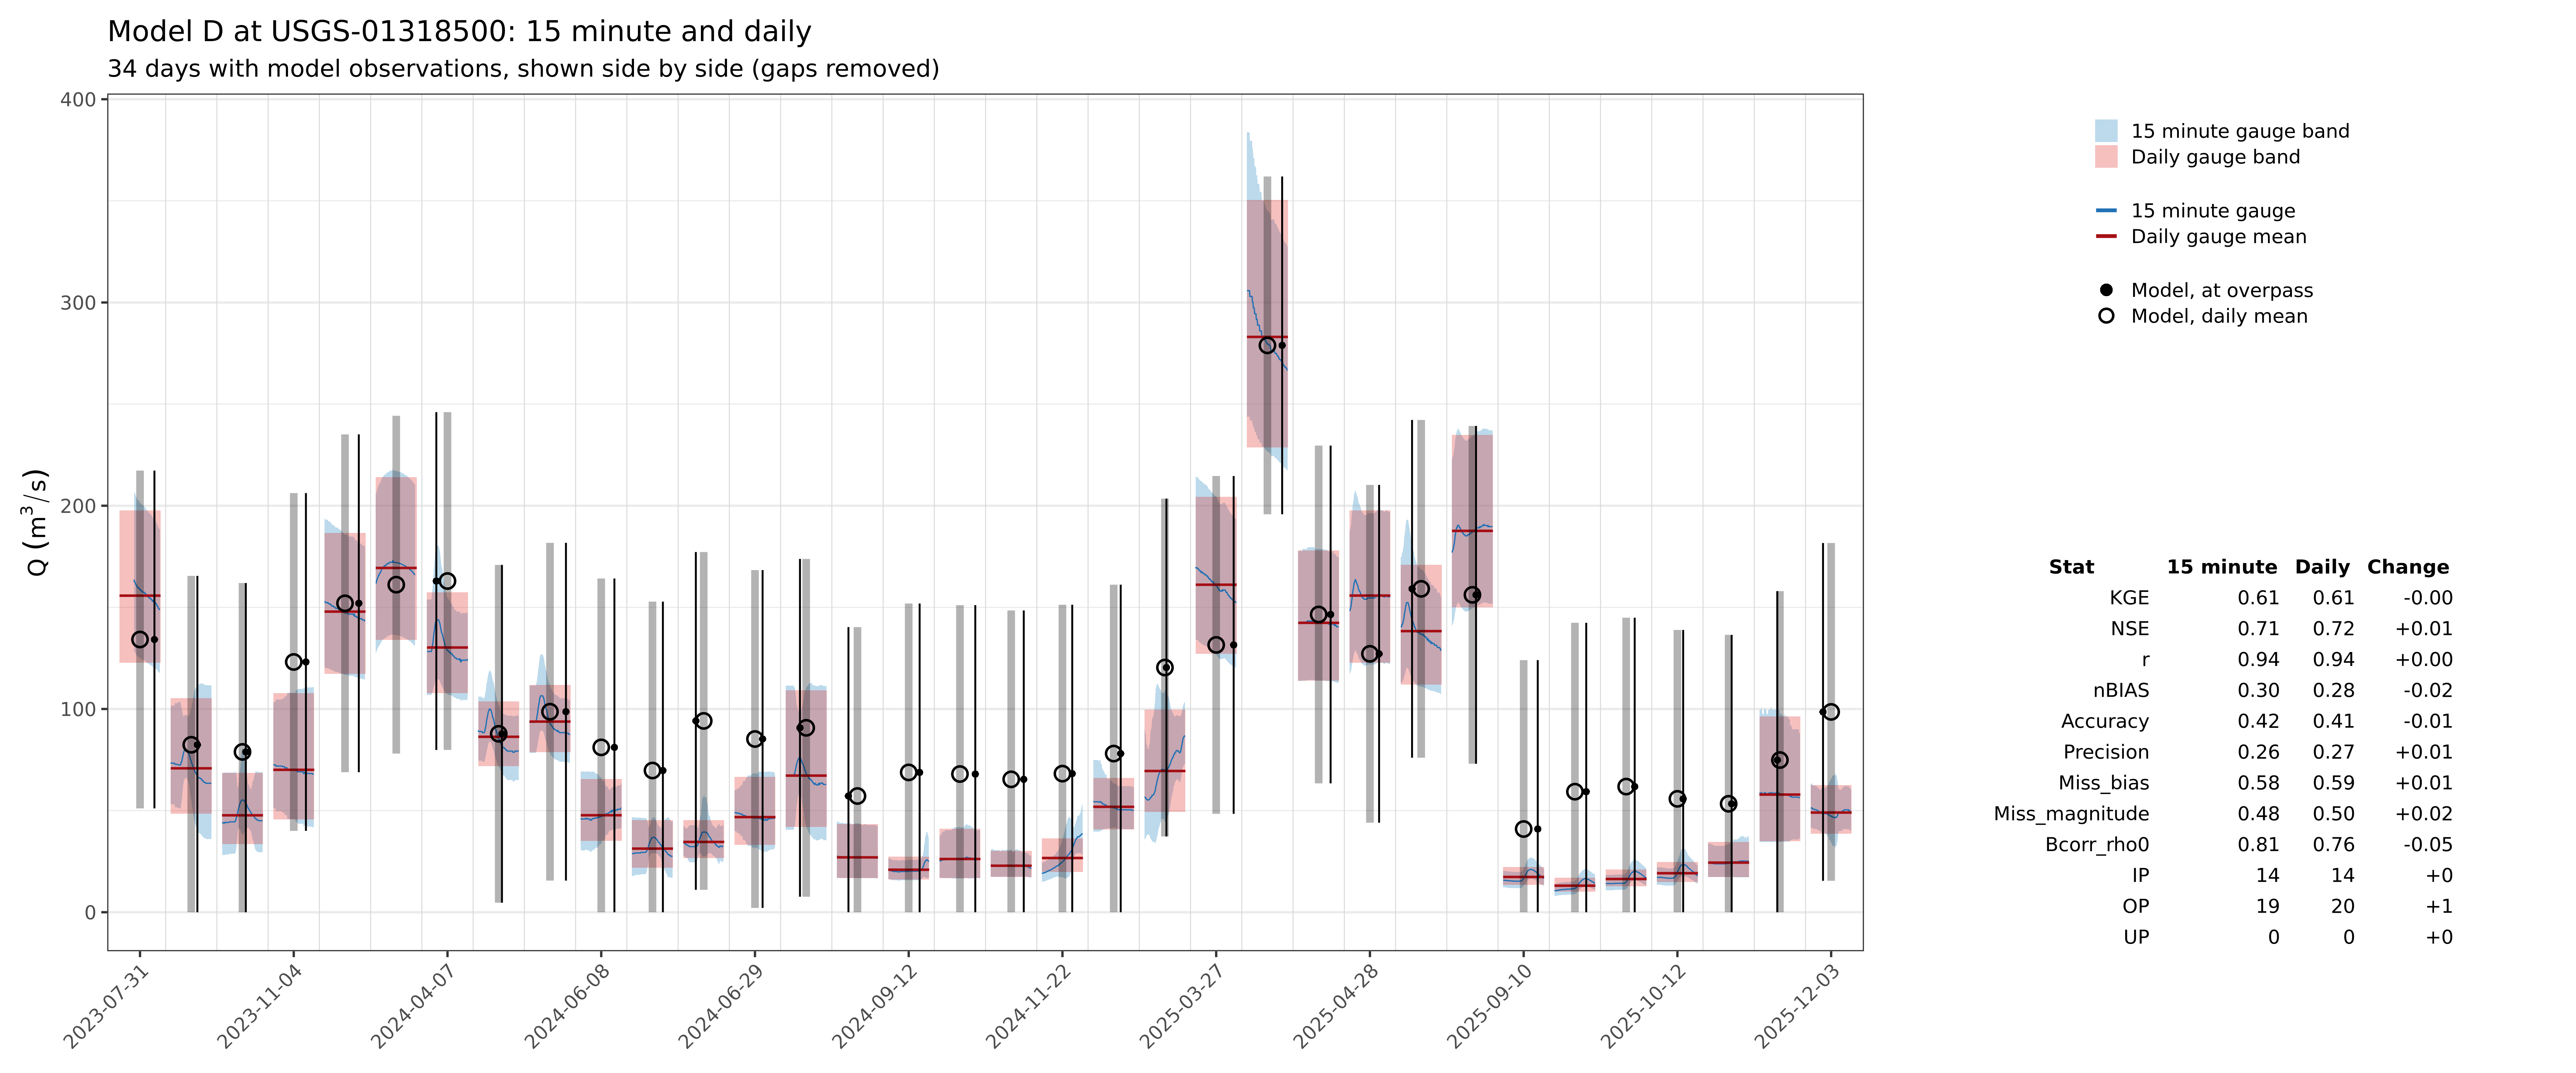 Model D at USGS-01318500: 15 minute and daily
34 days with model observations, shown side by side (gaps removed)
Q (m³/s)
400
300
200
100
0
2023-07-31
2023-11-04
2024-04-07
2024-06-08
2024-06-29
2024-09-12
2024-11-22
2025-03-27
2025-04-28
2025-09-10
2025-10-12
2025-12-03
15 minute gauge band
Daily gauge band
15 minute gauge
Daily gauge mean
Model, at overpass
Model, daily mean
Stat 15 minute Daily Change
KGE 0.61 0.61 -0.00
NSE 0.71 0.72 +0.01
r 0.94 0.94 +0.00
nBIAS 0.30 0.28 -0.02
Accuracy 0.42 0.41 -0.01
Precision 0.26 0.27 +0.01
Miss_bias 0.58 0.59 +0.01
Miss_magnitude 0.48 0.50 +0.02
Bcorr_rho0 0.81 0.76 -0.05
IP 14 14 +0
OP 19 20 +1
UP 0 0 +0